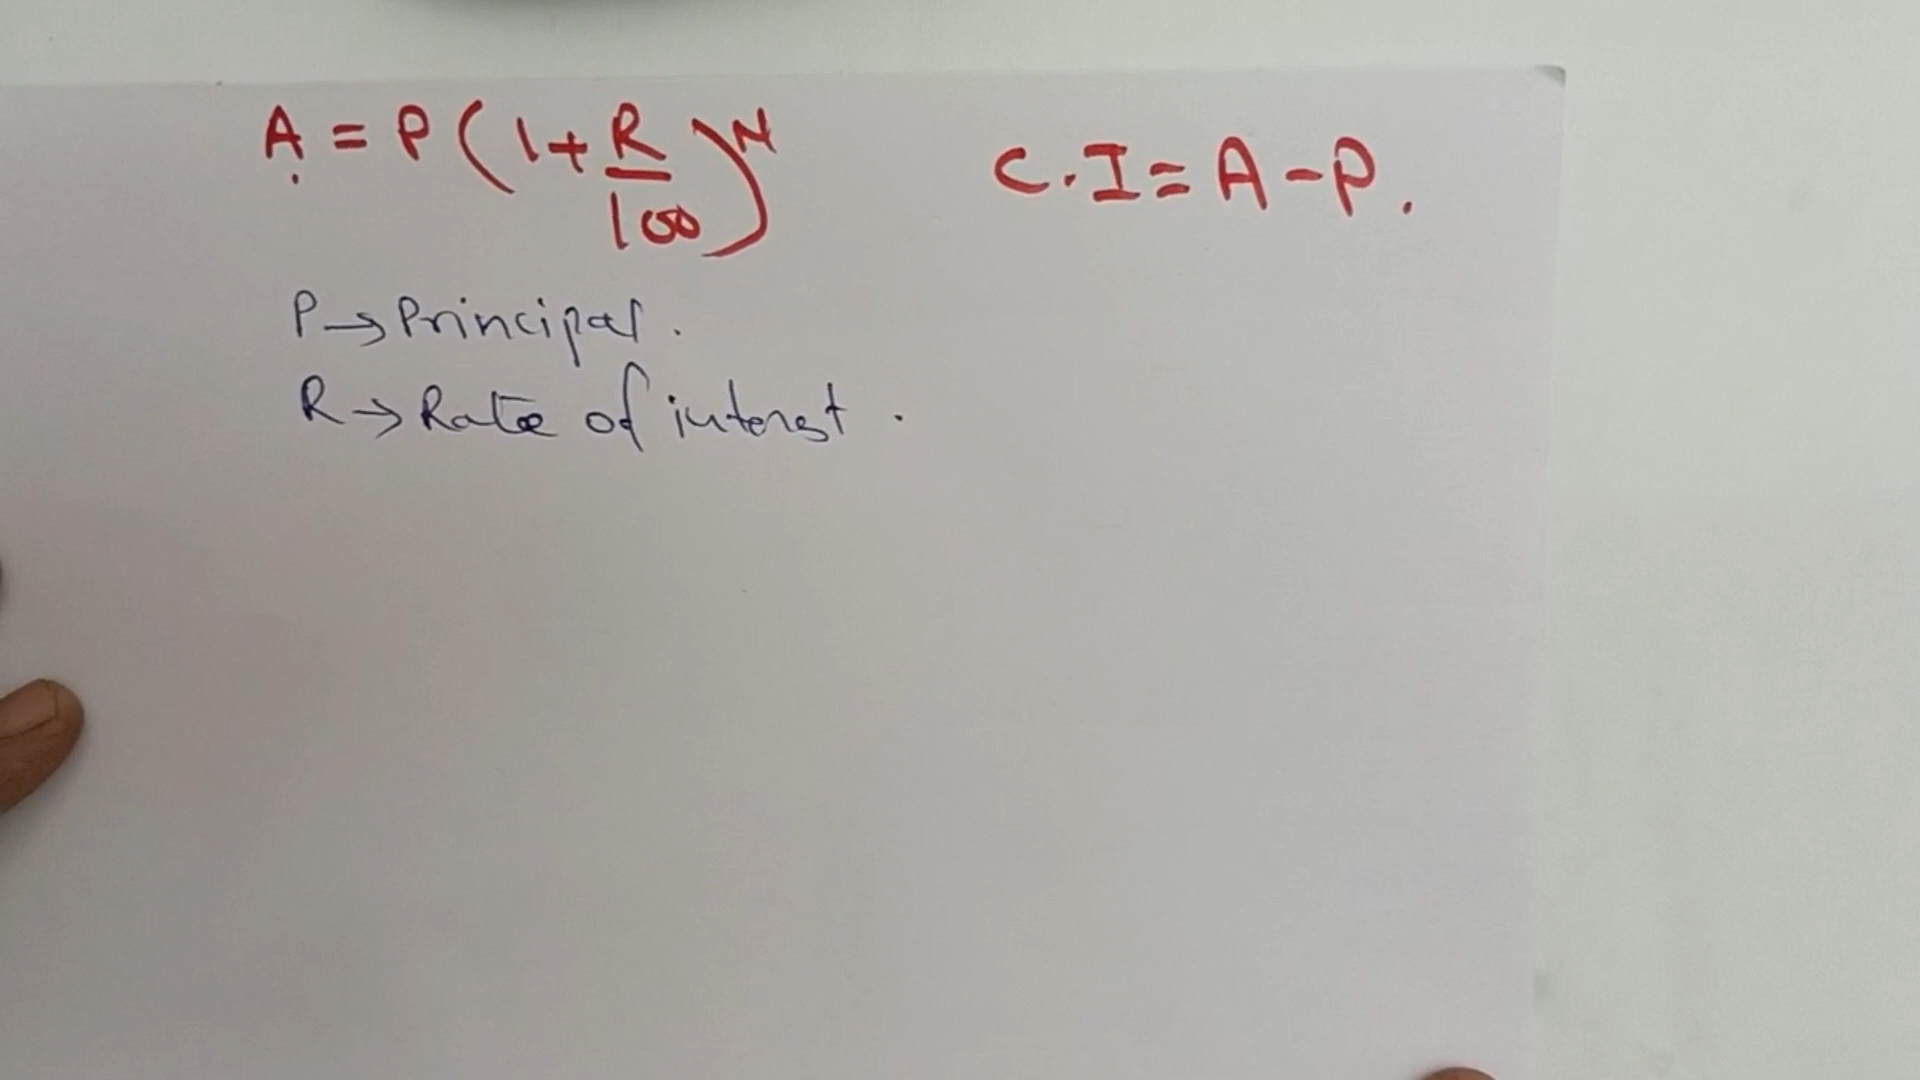 A = P(1+R/100)^N
C.I = A-P.
P→Principal.
R→Rate of interest.